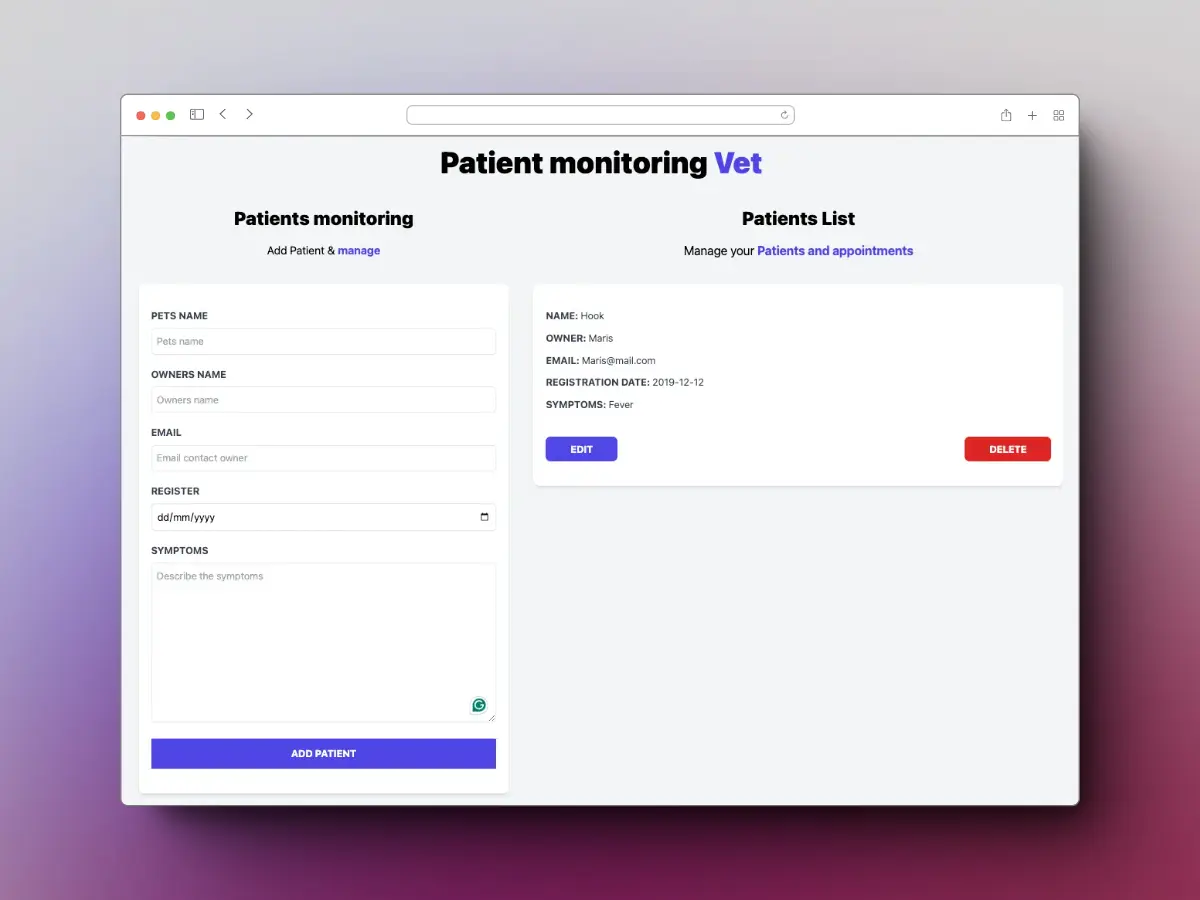 Patient monitoring Vet
Patients monitoring
Add Patient & manage
PETS NAME
Pets name
OWNERS NAME
Owners name
EMAIL
Email contact owner
REGISTER
dd/mm/yyyy
SYMPTOMS
Describe the symptoms
ADD PATIENT
Patients List
Manage your Patients and appointments
NAME: Hook
OWNER: Maris
EMAIL: Maris@mail.com
REGISTRATION DATE: 2019-12-12
SYMPTOMS: Fever
EDIT
DELETE